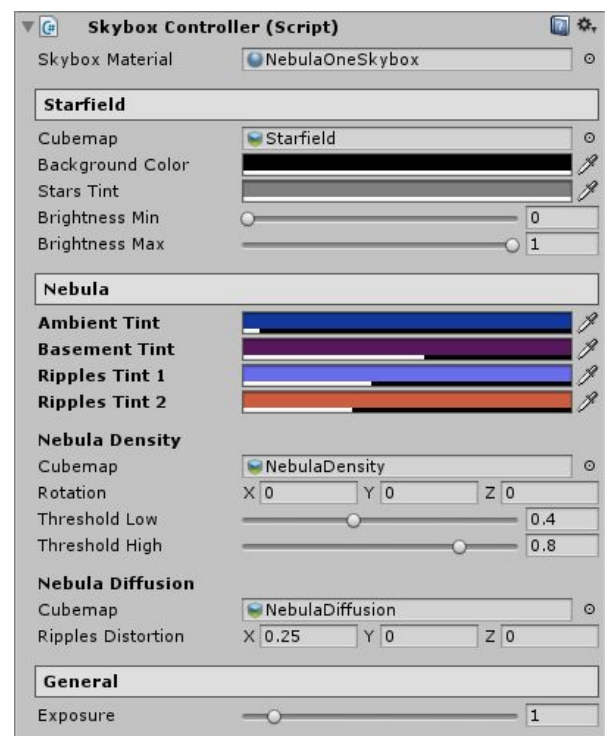 Skybox Controller (Script)
Skybox Material NebulaOneSkybox
Starfield
Cubemap Starfield
Background Color
Stars Tint
Brightness Min 0
Brightness Max 1
Nebula
Ambient Tint
Basement Tint
Ripples Tint 1
Ripples Tint 2
Nebula Density
Cubemap NebulaDensity
Rotation X 0 Y 0 Z 0
Threshold Low 0.4
Threshold High 0.8
Nebula Diffusion
Cubemap NebulaDiffusion
Ripples Distortion X 0.25 Y 0 Z 0
General
Exposure 1